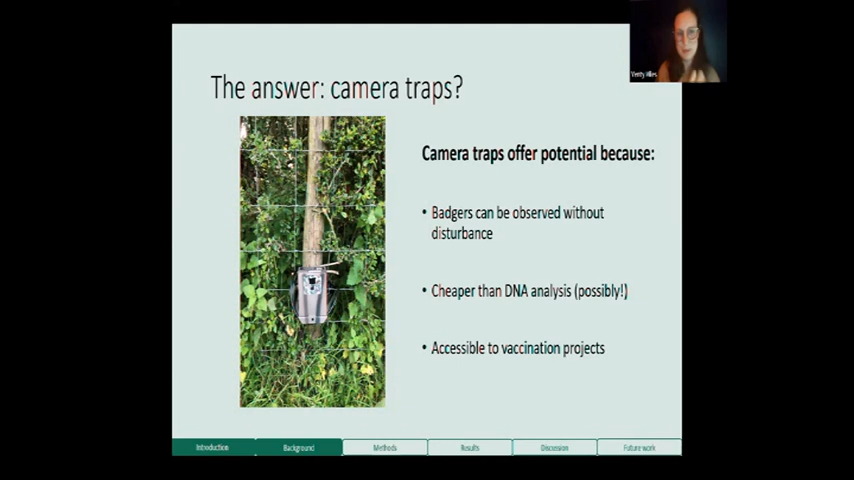 The answer: camera traps?
Camera traps offer potential because:
• Badgers can be observed without
disturbance
• Cheaper than DNA analysis (possibly!)
• Accessible to vaccination projects
Introduction
Background
Methods
Results
Discussion
Future work